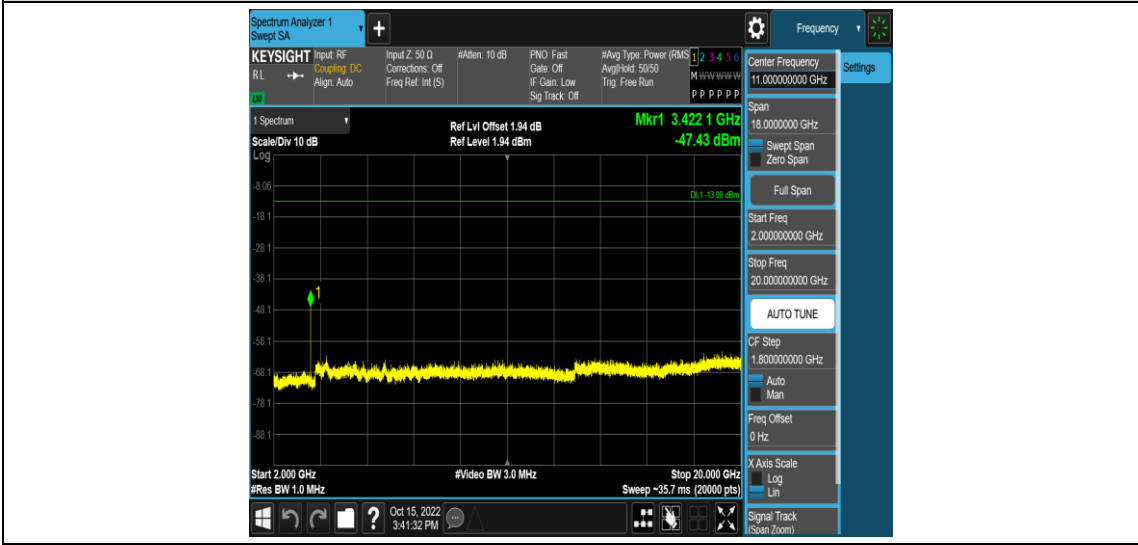 Spectrum Analyzer 1
Swept SA
+
Frequency
KEYSIGHT
RL
Input: RF
Coupling: DC
Align: Auto
Input Z: 50 Ω
Corrections: Off
Freq Ref: Int (S)
#Atten: 10 dB
PNO: Fast
Gate: Off
IF Gain: Low
Sig Track: Off
#Avg Type: Power (RMS
Avg|Hold: 50/50
Trig: Free Run
1 2 3 4 5 6
M W W W W W
P P P P P P
1 Spectrum
Scale/Div 10 dB
Log
Ref Lvl Offset 1.94 dB
Ref Level 1.94 dBm
Mkr1 3.422 1 GHz
-47.43 dBm
DL1 -13.00 dBm
-8.06
-18.1
-28.1
-38.1
-48.1
-58.1
-68.1
-78.1
-88.1
1
Start 2.000 GHz
#Res BW 1.0 MHz
#Video BW 3.0 MHz
Stop 20.000 GHz
Sweep ~35.7 ms (20000 pts)
?
Oct 15, 2022
3:41:32 PM
Center Frequency
11.000000000 GHz
Settings
Span
18.0000000 GHz
Swept Span
Zero Span
Full Span
Start Freq
2.000000000 GHz
Stop Freq
20.000000000 GHz
AUTO TUNE
CF Step
1.800000000 GHz
Auto
Man
Freq Offset
0 Hz
X Axis Scale
Log
Lin
Signal Track
(Span Zoom)